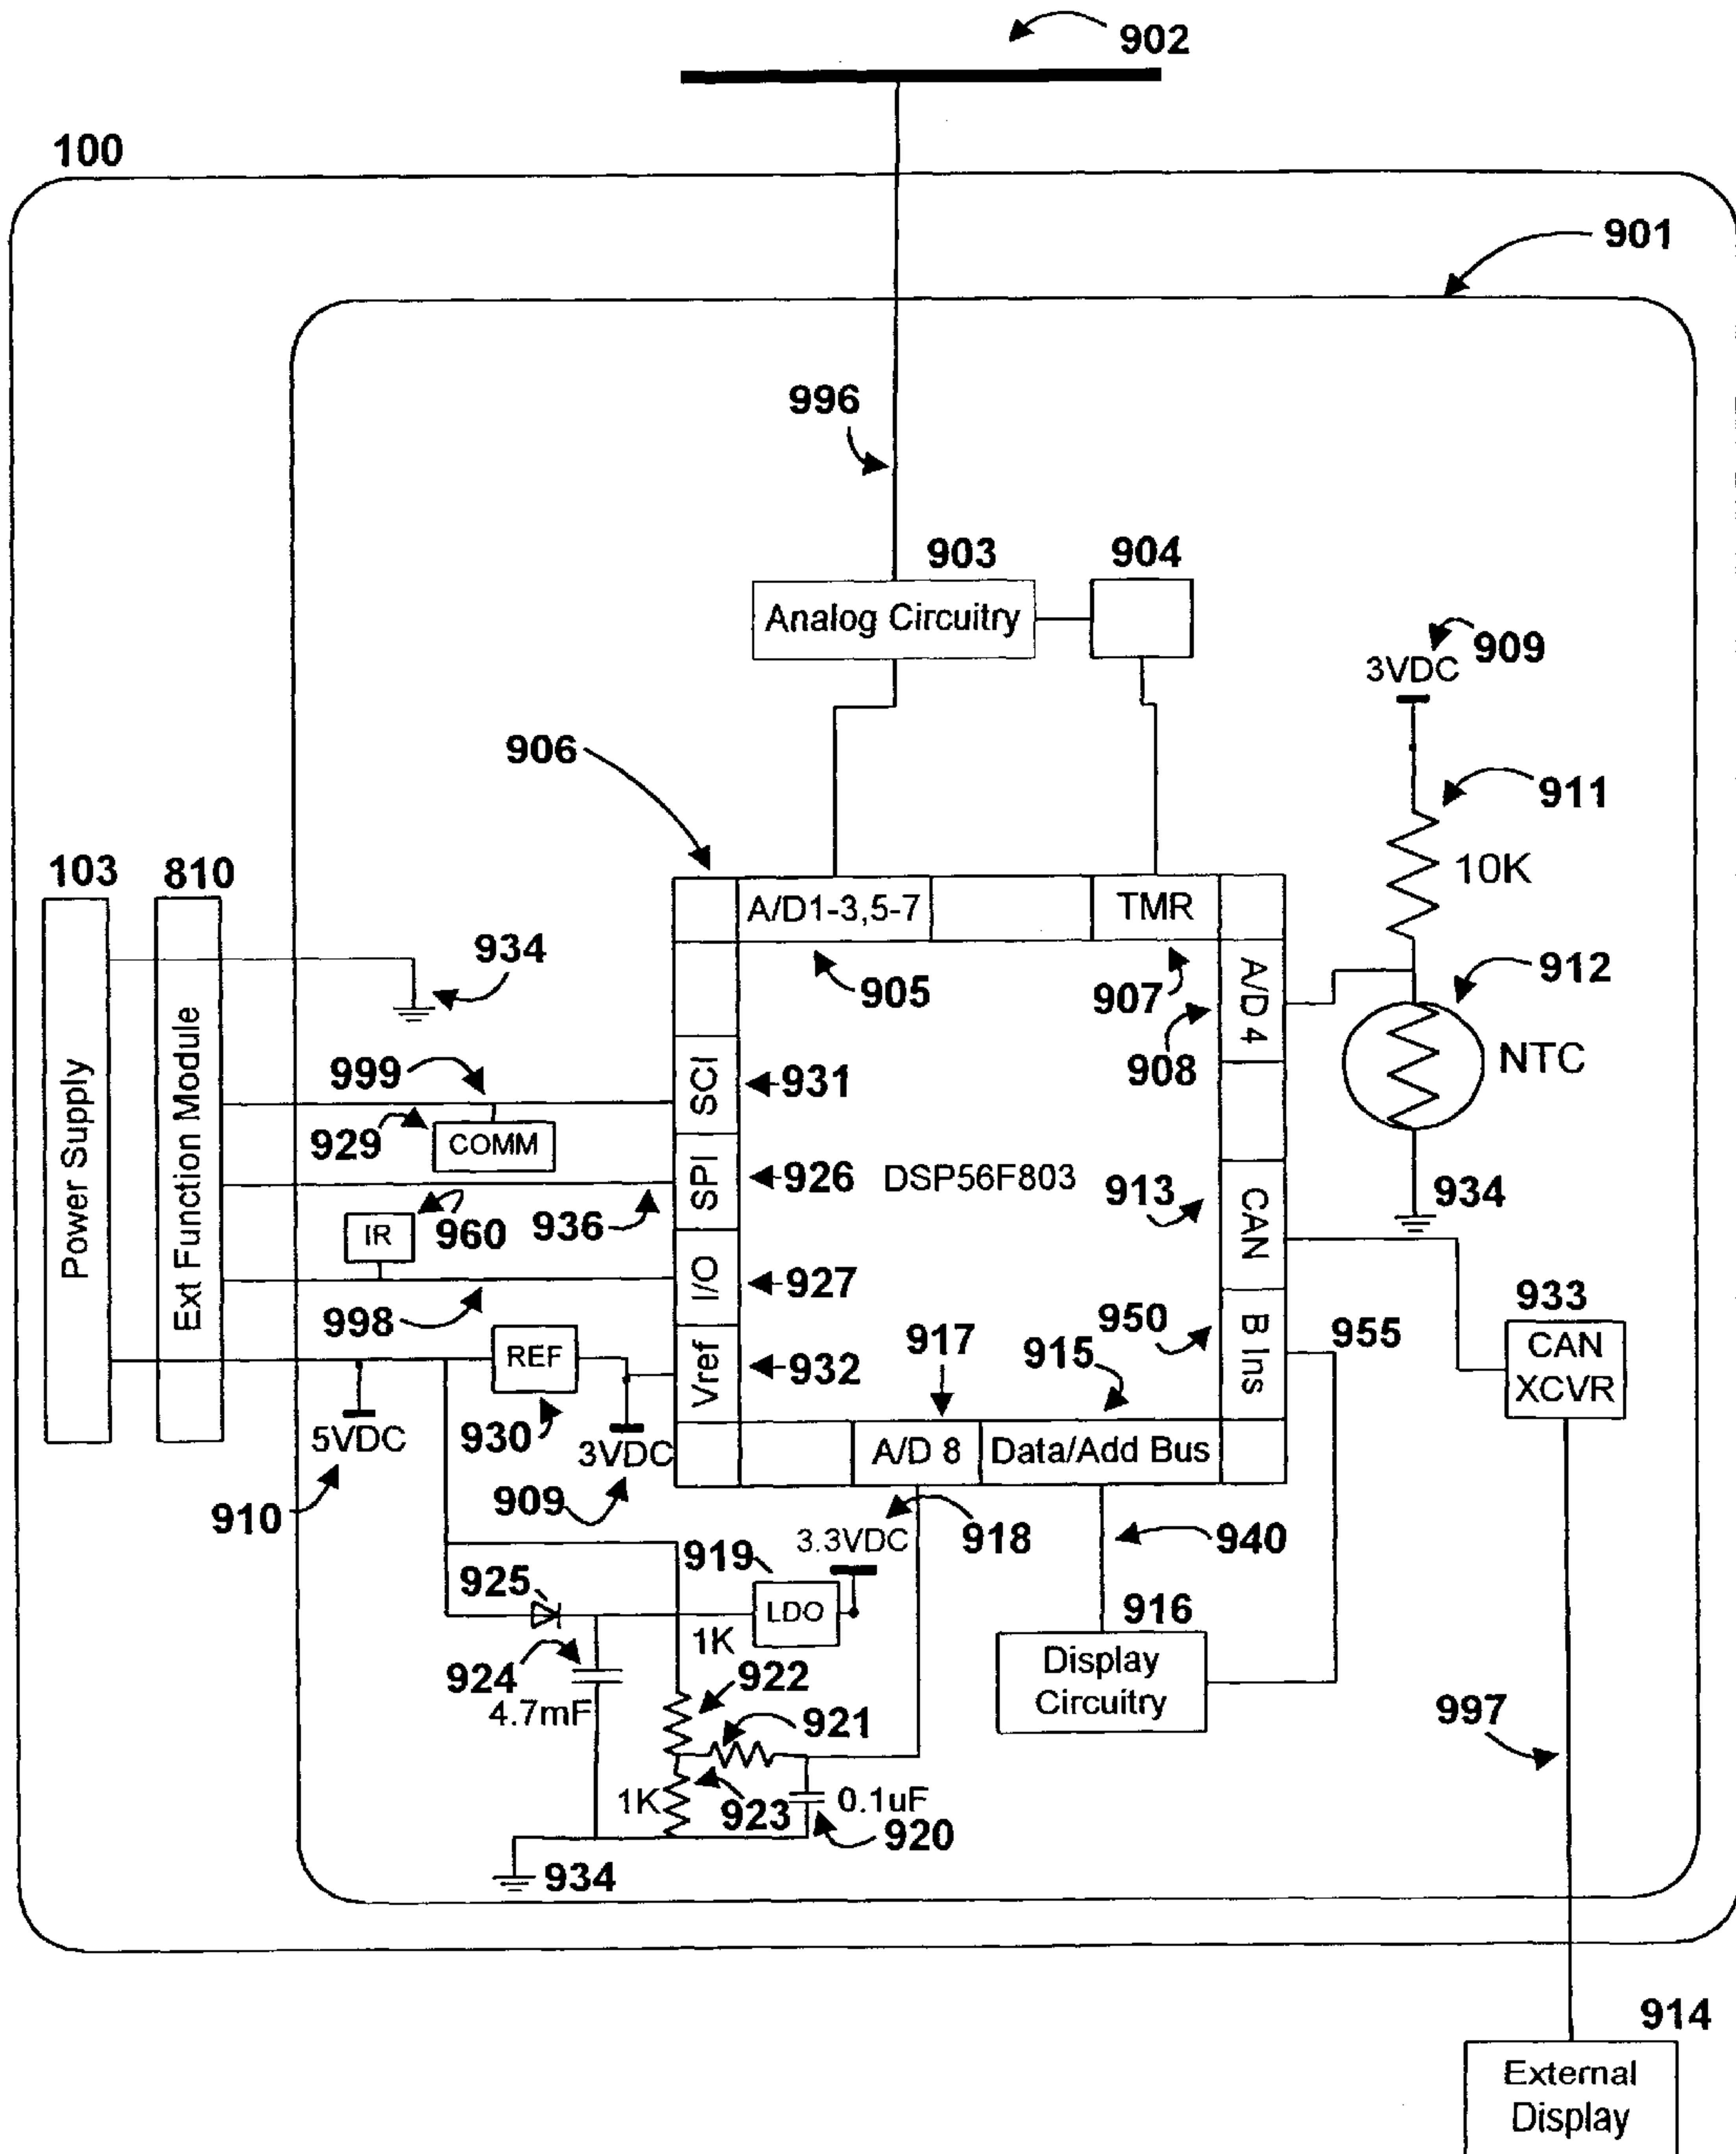 902
100
901
996
903
904
Analog Circuitry
909
3VDC
906
911
10K
103
810
Power Supply
Ext Function Module
A/D1-3,5-7
TMR
934
905
907
A/D 4
908
912
NTC
999
SCI
931
929
COMM
SPI
926
DSP56F803
913
CAN
934
IR
960
936
I/O
927
998
933
CAN
XCVR
REF
Vref
932
917
915
950
B Ins
955
5VDC
930
3VDC
A/D 8
Data/Add Bus
910
909
3.3VDC
918
940
919
925
LDO
916
1K
924
4.7mF
922
Display
Circuitry
921
997
1K
923
0.1uF
920
934
914
External
Display